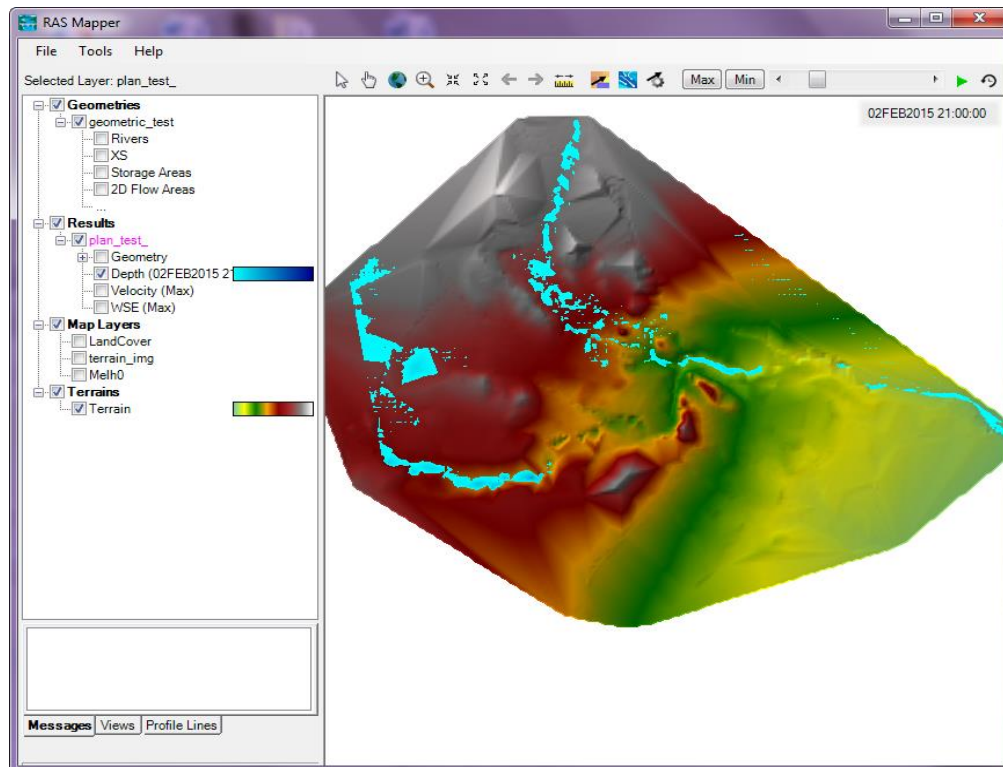 RAS Mapper
File Tools Help
Selected Layer: plan_test_
Max Min
02FEB2015 21:00:00
Geometries
geometric_test
Rivers
XS
Storage Areas
2D Flow Areas
...
Results
plan_test_
Geometry
Depth (02FEB2015 21
Velocity (Max)
WSE (Max)
Map Layers
LandCover
terrain_img
Melh0
Terrains
Terrain
Messages Views Profile Lines